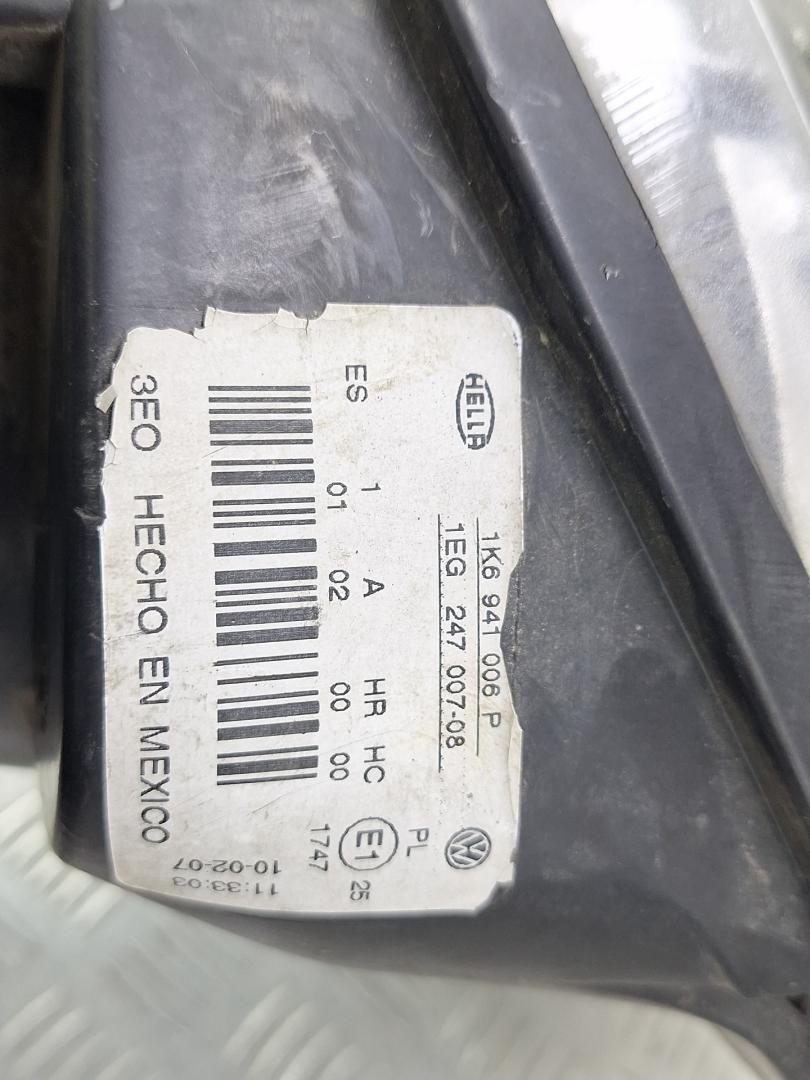 HELLA
1K6 941 006 P
1EG 247 007-08
ES 1 A HR HC
01 02 00 00
PL
E1 25
1747
3EO HECHO EN MEXICO
11:33:03
10-02-07